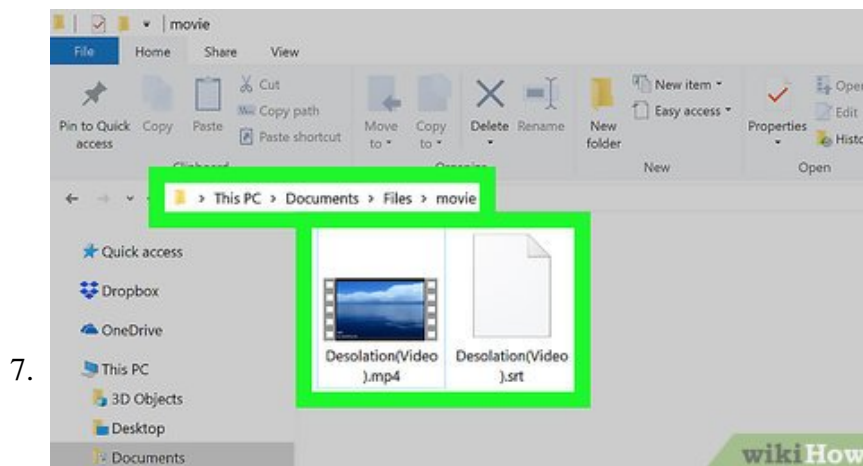 movie
File Home Share View
Pin to Quick access
Copy
Paste
Cut
Copy path
Paste shortcut
Move to
Copy to
Delete
Rename
New folder
New item
Easy access
Properties
Open
Edit
Histo
Clipboard
New
Open
> This PC > Documents > Files > movie
Quick access
Dropbox
OneDrive
This PC
3D Objects
Desktop
Documents
Desolation(Video
).mp4
Desolation(Video
).srt
7.
wikiHow